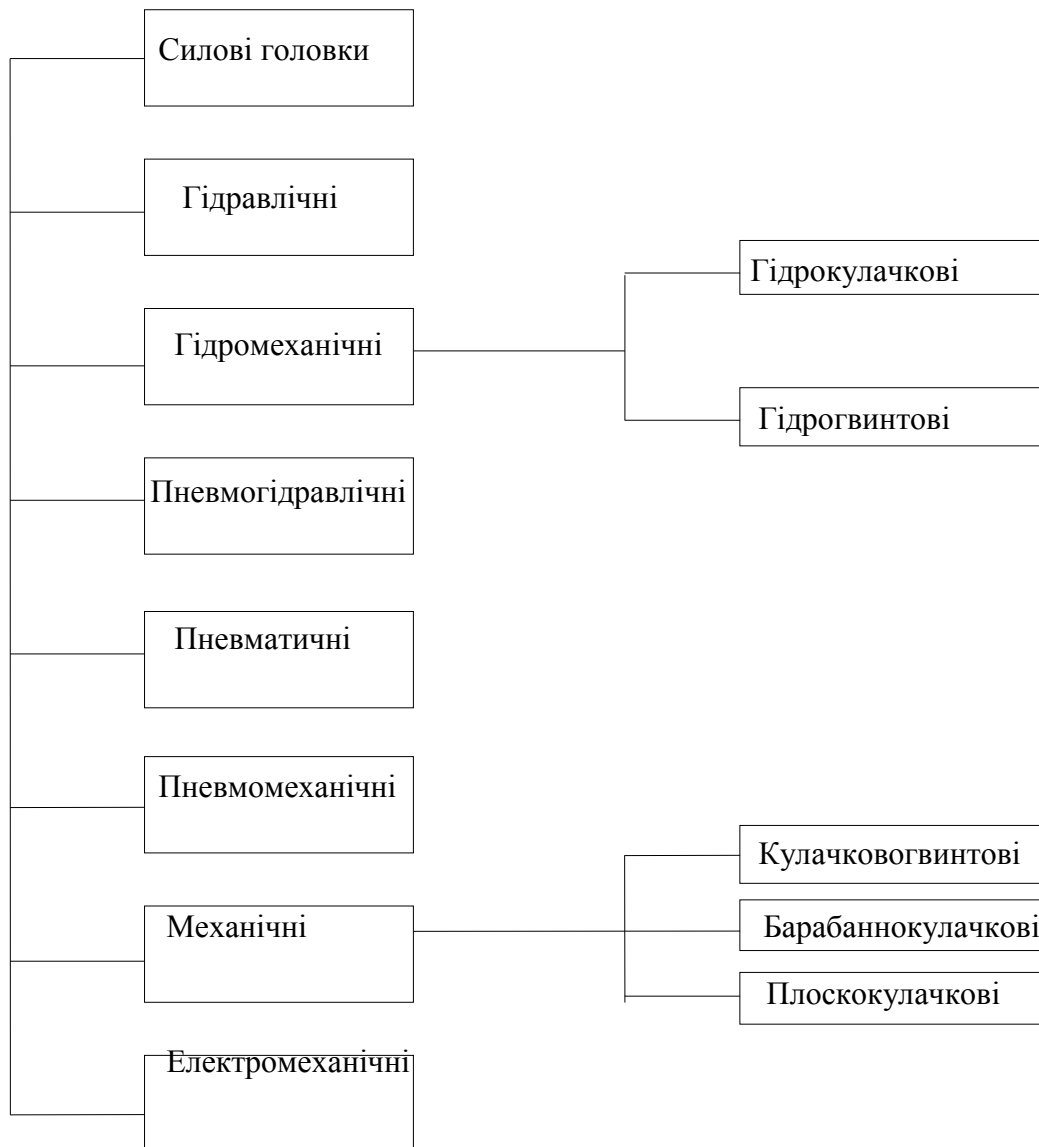 Силові головки
Гідравлічні
Гідромеханічні
Гідрокулачкові
Гідрогвинтові
Пневмогідравлічні
Пневматичні
Пневмомеханічні
Механічні
Кулачковогвинтові
Барабаннокулачкові
Плоскокулачкові
Електромеханічні